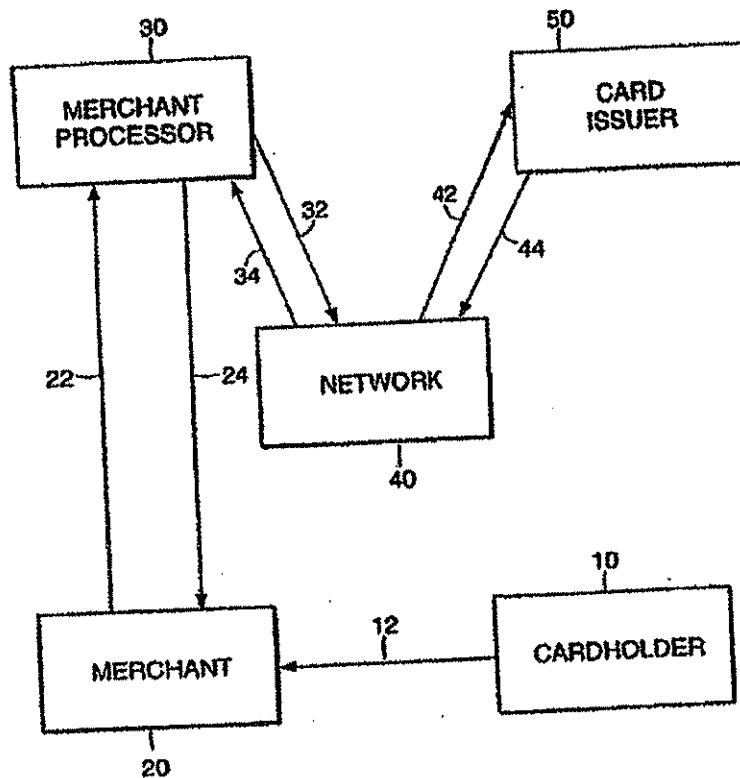 30
MERCHANT
PROCESSOR
50
CARD
ISSUER
32
34
42
44
22
24
NETWORK
40
10
12
MERCHANT
CARDHOLDER
20